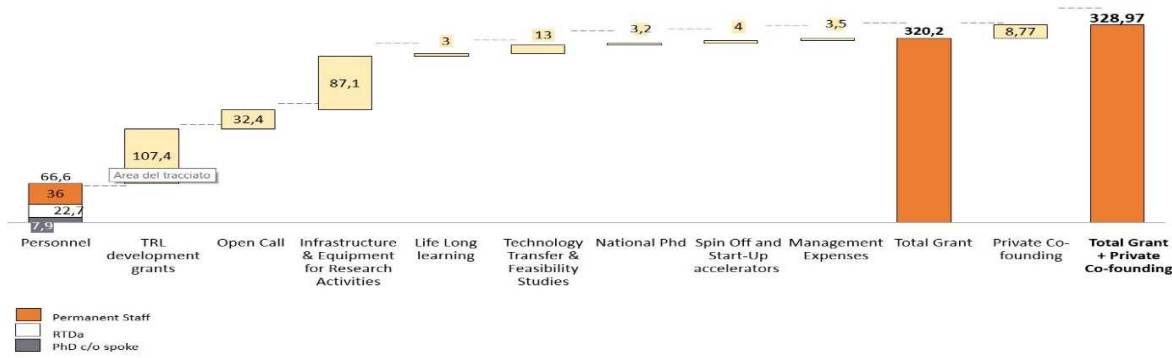 66,6
36
22,7
7,9
107,4
Area del tracciato
32,4
87,1
3
13
3,2
4
3,5
320,2
8,77
328,97
Personnel
TRL
development
grants
Open Call
Infrastructure
& Equipment
for Research
Activities
Life Long
learning
Technology
Transfer &
Feasibility
Studies
National Phd
Spin Off and
Start-Up
accelerators
Management
Expenses
Total Grant
Private Co-
founding
Total Grant
+ Private
Co-founding
Permanent Staff
RTDa
PhD c/o spoke